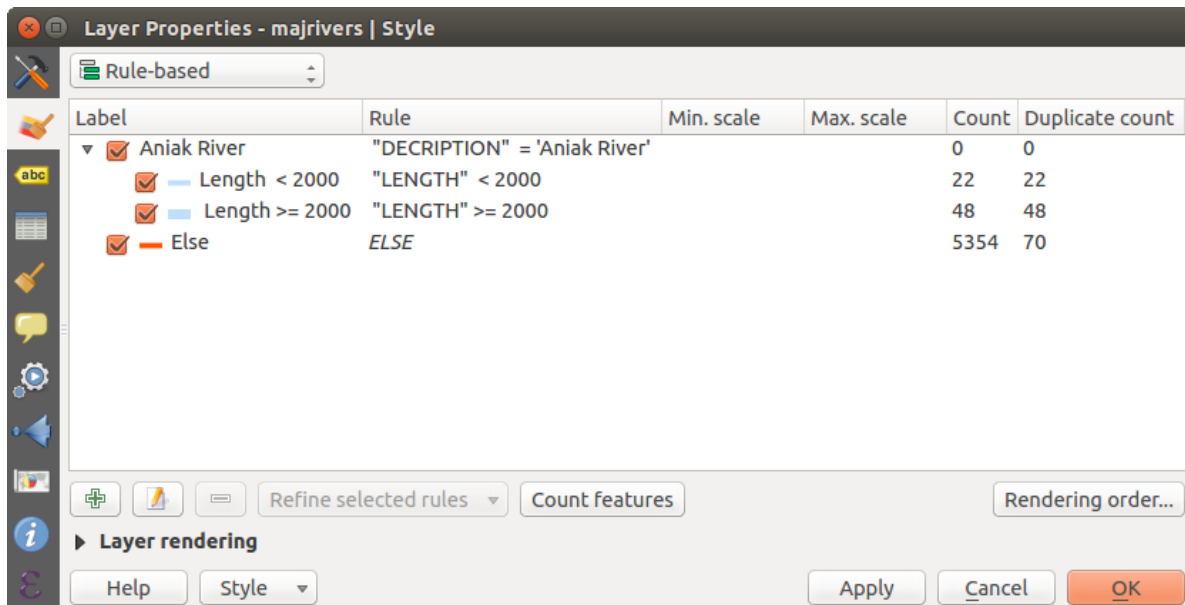 Layer Properties - majrivers | Style
Rule-based
Label Rule Min. scale Max. scale Count Duplicate count
Aniak River "DECRIPTION" = 'Aniak River' 0 0
abc
Length < 2000 "LENGTH" < 2000 22 22
Length >= 2000 "LENGTH" >= 2000 48 48
Else ELSE 5354 70
Refine selected rules Count features Rendering order...
Layer rendering
Help Style Apply Cancel OK